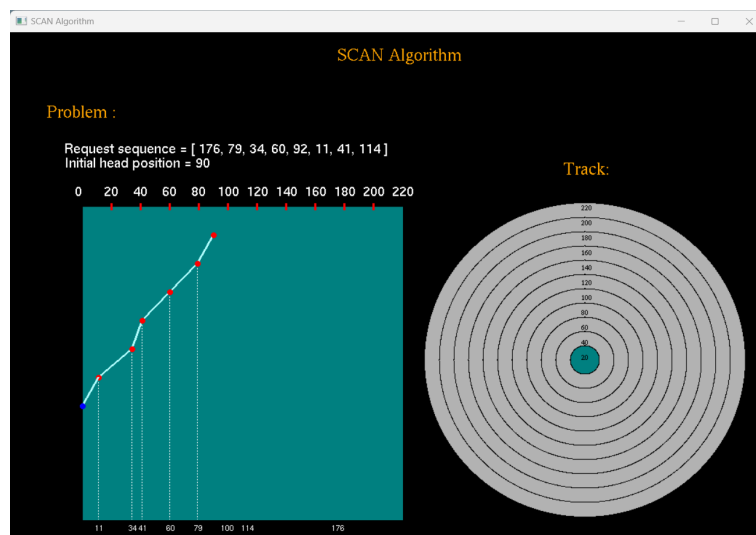 SCAN Algorithm
SCAN Algorithm
Problem :
Request sequence = [ 176, 79, 34, 60, 92, 11, 41, 114 ]
Initial head position = 90
Track:
0 20 40 60 80 100 120 140 160 180 200 220
220
200
180
160
140
120
100
80
60
40
20
11 34 41 60 79 100 114 176